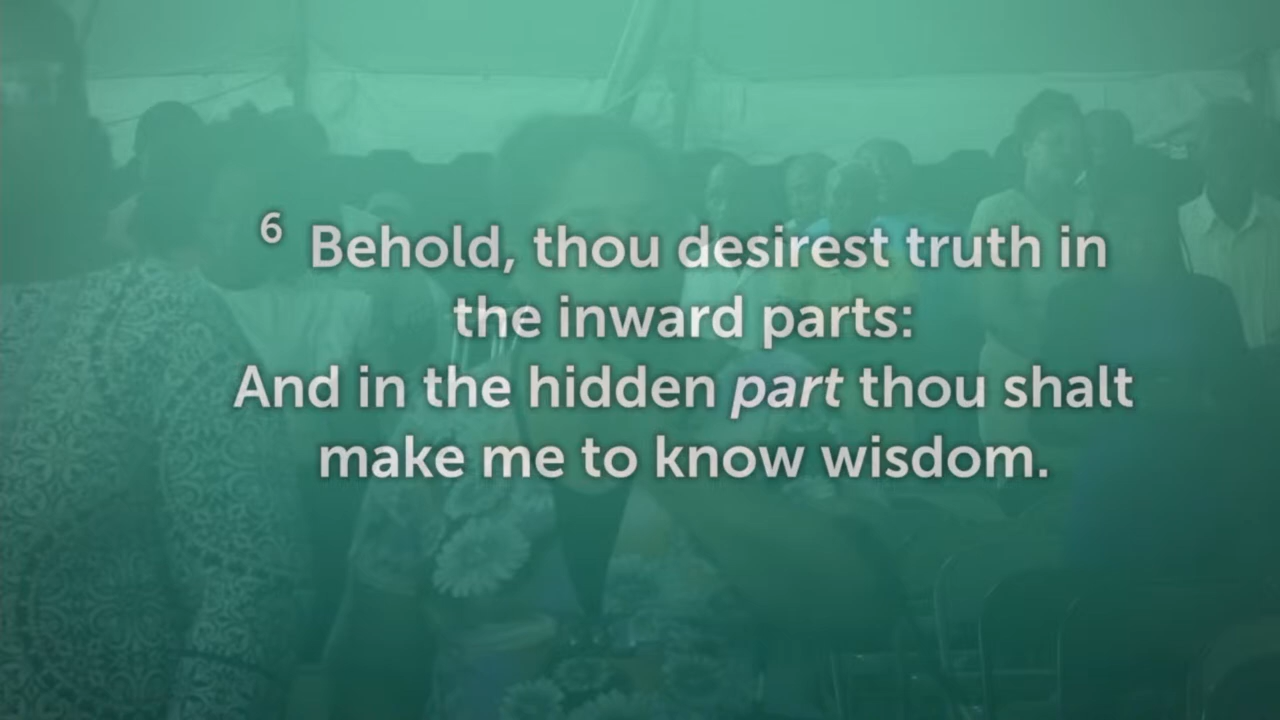 6 Behold, thou desirest truth in
the inward parts:
And in the hidden part thou shalt
make me to know wisdom.